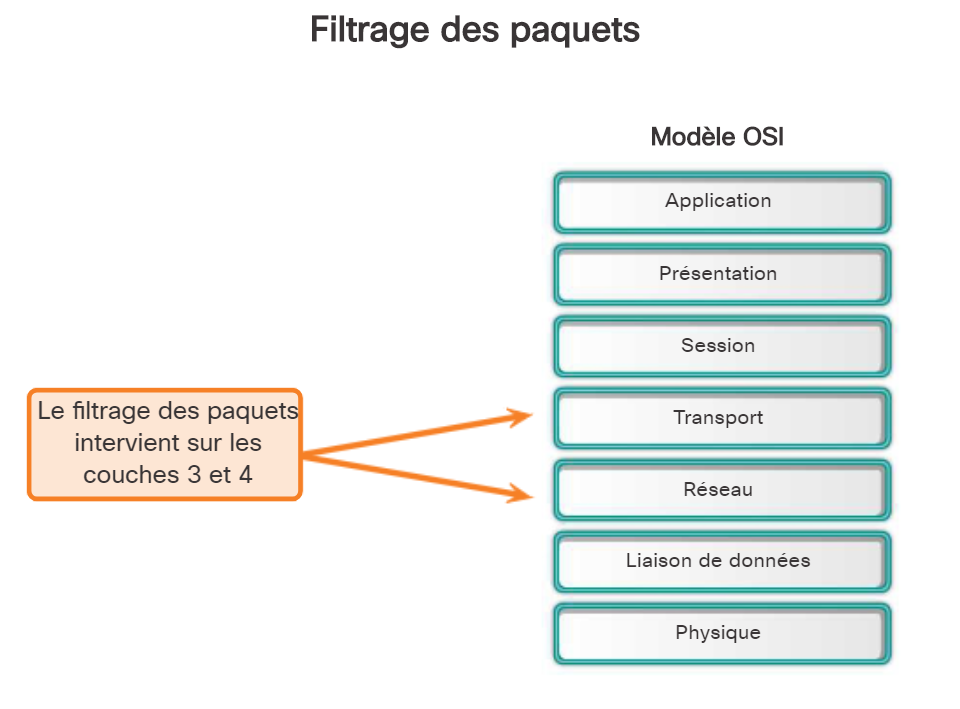 Filtrage des paquets
Modèle OSI
Application
Présentation
Session
Le filtrage des paquets
intervient sur les
couches 3 et 4
Transport
Réseau
Liaison de données
Physique